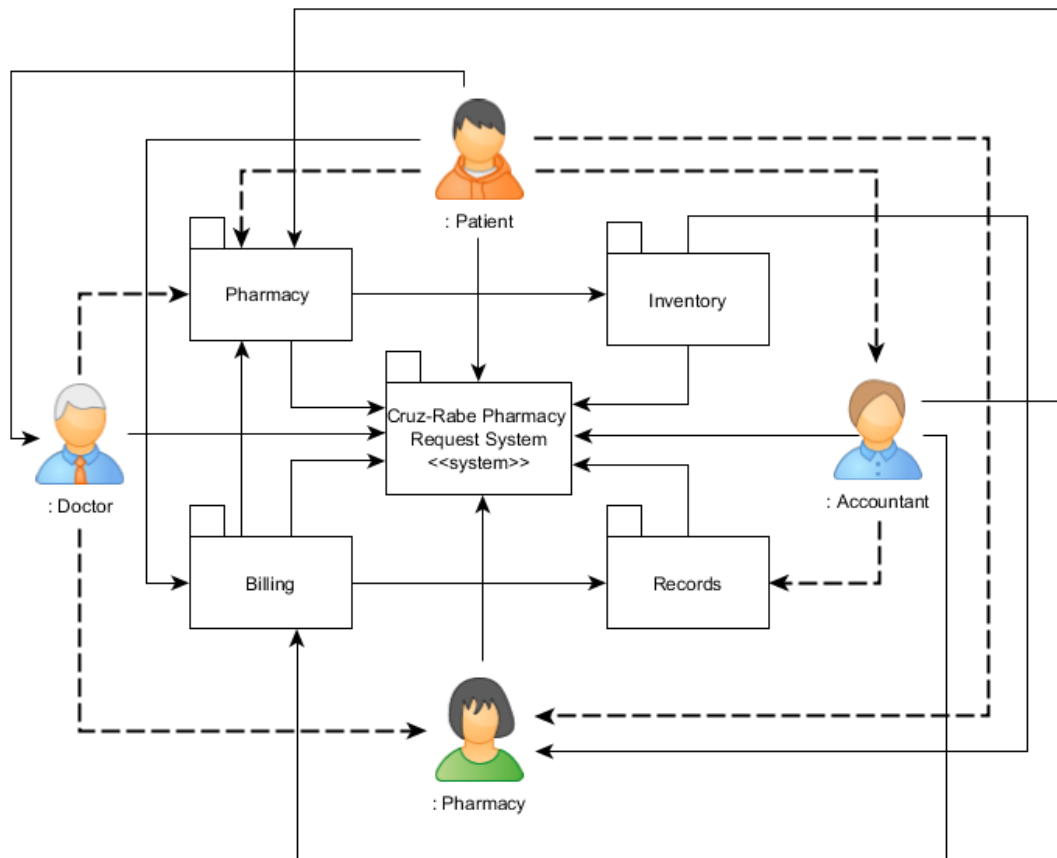 : Patient
Pharmacy
Inventory
Cruz-Rabe Pharmacy
Request System
<<system>>
: Doctor
: Accountant
Billing
Records
: Pharmacy